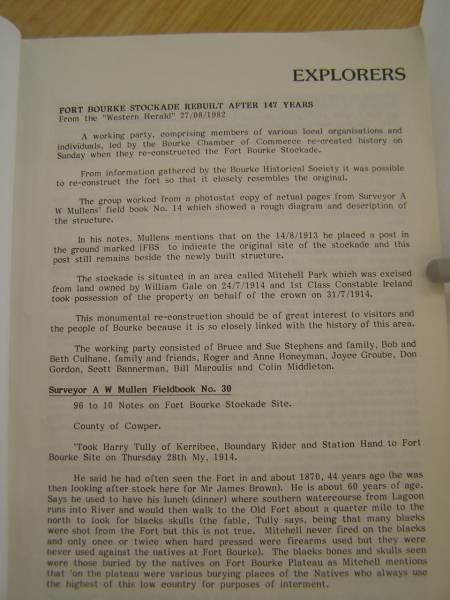 EXPLORERS
FORT BOURKE STOCKADE REBUILT AFTER 147 YEARS
From the "Western Herald" 27/08/1982
A working party, comprising members of various local organisations and
individuals, led by the Bourke Chamber of Commerce re-created history on
Sunday when they re-constructed the Fort Bourke Stockade.
From information gathered by the Bourke Historical Society it was possible
to re-construct the fort so that it closely resembles the original.
The group worked from a photostat copy of actual pages from Surveyor A
W Mullens' field book No. 14 which showed a rough diagram and description of
the structure.
In his notes, Mullens mentions that on the 14/8/1913 he placed a post in
the ground marked |FBS to indicate the original site of the stockade and this
post still remains beside the newly built structure.
The stockade is situated in an area called Mitchell Park which was excised
from land owned by William Gale on 24/7/1914 and 1st Class Constable Ireland
took possession of the property on behalf of the crown on 31/7/1914.
This monumental re-construction should be of great interest to visitors and
the people of Bourke because it is so closely linked with the history of this area.
The working party consisted of Bruce and Sue Stephens and family, Bob and
Beth Culhane, family and friends, Roger and Anne Honeyman, Joyce Groube, Don
Gordon, Scott Bannerman, Bill Maroulis and Colin Middleton.
Surveyor A W Mullen Fieldbook No. 30
96 to 10 Notes on Fort Bourke Stockade Site.
County of Cowper.
'Took Harry Tully of Kerribee, Boundary Rider and Station Hand to Fort
Bourke Site on Thursday 28th My, 1914.
He said he had often seen the Fort in and about 1870, 44 years ago (he was
then looking after stock here for Mr James Brown). He is about 60 years of age.
Says he used to have his lunch (dinner) where southern watercourse from Lagoon
runs into River and would then walk to the Old Fort about a quarter mile to the
north to look for blacks skulls (the fable, Tully says, being that many blacks
were shot from the Fort but this is not true. Mitchell never fired on the blacks
and only once or twice when hard pressed were firearms used but they were
never used against the natives at Fort Bourke). The blacks bones and skulls seen
were those buried by the natives on Fort Bourke Plateau as Mitchell mentions
that 'on the plateau were various burying places of the Natives who always use
the highest of this low country for purposes of interment.